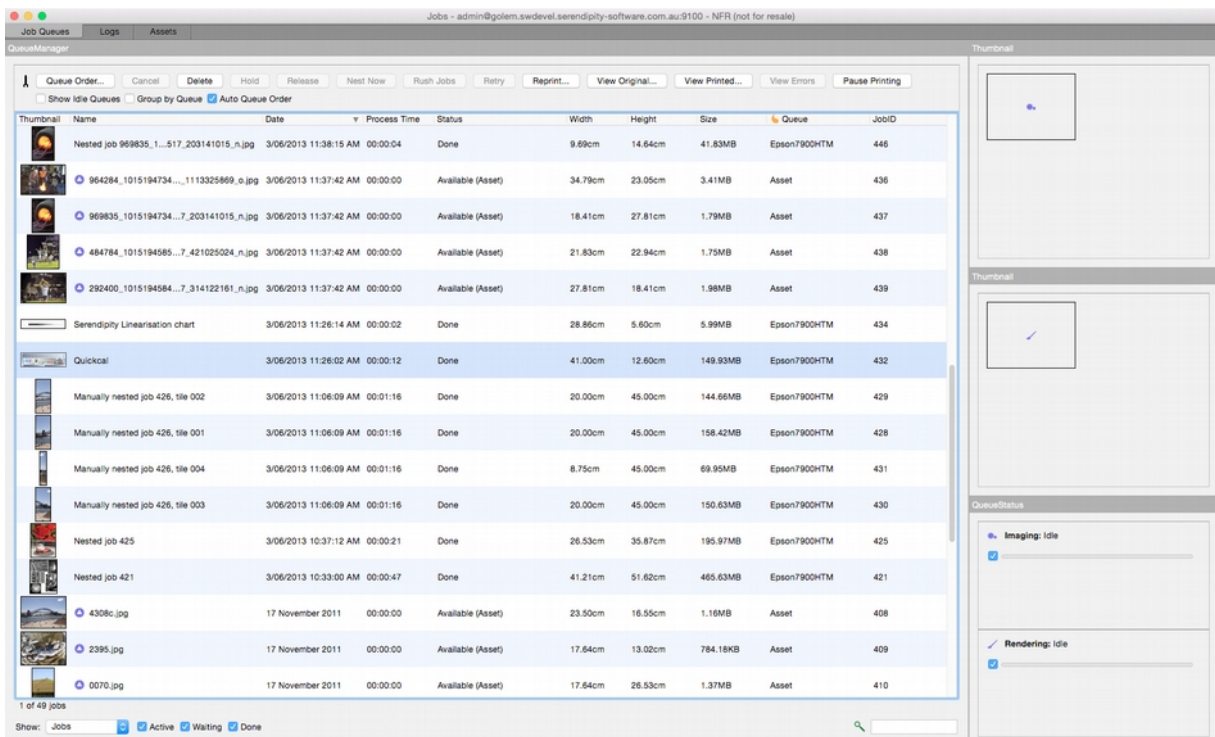 Jobs - admin@golem.swdevel.serendipity-software.com.au:9100 - NFR (not for resale)
Job Queues Logs Assets
QueueManager
Queue Order... Cancel Delete Hold Release Nest Now Rush Jobs Retry Reprint... View Original... View Printed... View Errors Pause Printing
Show Idle Queues Group by Queue Auto Queue Order
Thumbnail Name Date Process Time Status Width Height Size Queue JobID
Nested job 969835_1...517_203141015_n.jpg 3/06/2013 11:38:15 AM 00:00:04 Done 9.69cm 14.64cm 41.83MB Epson7900HTM 446
964284_1015194734..._1113325869_o.jpg 3/06/2013 11:37:42 AM 00:00:00 Available (Asset) 34.79cm 23.05cm 3.41MB Asset 436
969835_1015194734...7_203141015_n.jpg 3/06/2013 11:37:42 AM 00:00:00 Available (Asset) 18.41cm 27.81cm 1.79MB Asset 437
484784_1015194585...7_421025024_n.jpg 3/06/2013 11:37:42 AM 00:00:00 Available (Asset) 21.83cm 22.94cm 1.75MB Asset 438
292400_1015194584...7_314122161_n.jpg 3/06/2013 11:37:42 AM 00:00:00 Available (Asset) 27.81cm 18.41cm 1.98MB Asset 439
Serendipity Linearisation chart 3/06/2013 11:26:14 AM 00:00:02 Done 28.86cm 5.60cm 5.99MB Epson7900HTM 434
Quickcal 3/06/2013 11:26:02 AM 00:00:12 Done 41.00cm 12.60cm 149.93MB Epson7900HTM 432
Manually nested job 426, tile 002 3/06/2013 11:06:09 AM 00:01:16 Done 20.00cm 45.00cm 144.66MB Epson7900HTM 429
Manually nested job 426, tile 001 3/06/2013 11:06:09 AM 00:01:16 Done 20.00cm 45.00cm 158.42MB Epson7900HTM 428
Manually nested job 426, tile 004 3/06/2013 11:06:09 AM 00:01:16 Done 8.75cm 45.00cm 69.95MB Epson7900HTM 431
Manually nested job 426, tile 003 3/06/2013 11:06:09 AM 00:01:16 Done 20.00cm 45.00cm 150.63MB Epson7900HTM 430
Nested job 425 3/06/2013 10:37:12 AM 00:00:21 Done 26.53cm 35.87cm 195.97MB Epson7900HTM 425
Nested job 421 3/06/2013 10:33:00 AM 00:00:47 Done 41.21cm 51.62cm 465.63MB Epson7900HTM 421
4308c.jpg 17 November 2011 00:00:00 Available (Asset) 23.50cm 16.55cm 1.16MB Asset 408
2395.jpg 17 November 2011 00:00:00 Available (Asset) 17.64cm 13.02cm 784.18KB Asset 409
0070.jpg 17 November 2011 00:00:00 Available (Asset) 17.64cm 26.53cm 1.37MB Asset 410
1 of 49 jobs
Show: Jobs Active Waiting Done
Thumbnail
Thumbnail
QueueStatus
Imaging: Idle
Rendering: Idle